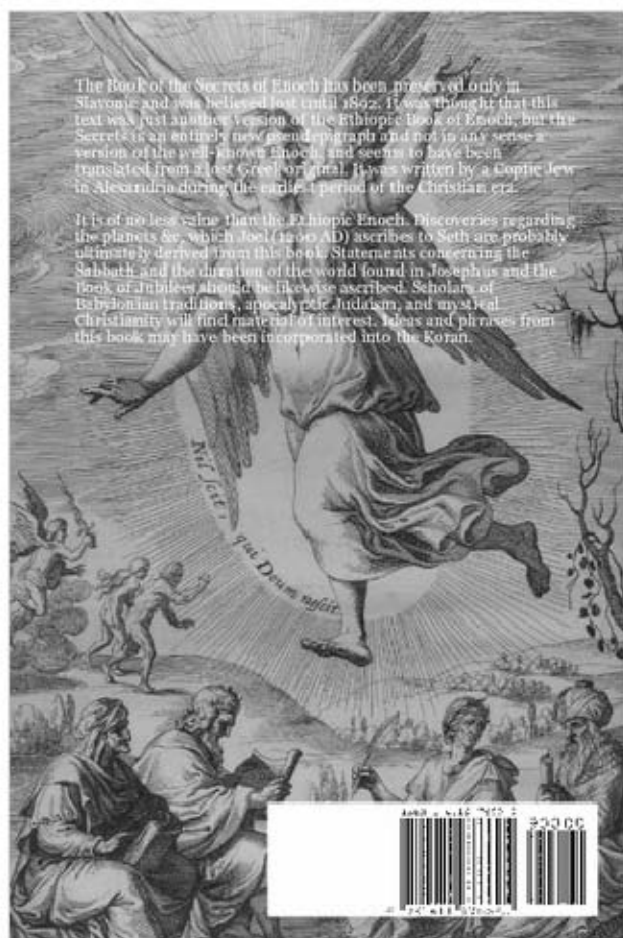 The Book of the Secrets of Enoch has been preserved only in
Slavonic and was believed lost until 1892. It was thought that this
text was just another version of the Ethiopic Book of Enoch, but the
Secrets is an entirely new pseudepigraph and not in any sense a
version of the well-known Enoch, and seems to have been
translated from a lost Greek original. It was written by a Coptic Jew
in Alexandria during the earliest period of the Christian era.
It is of no less value than the Ethiopic Enoch. Discoveries regarding
the planets &c, which Joel (1200 AD) ascribes to Seth are probably
ultimately derived from this book. Statements concerning the
Sabbath and the duration of the world found in Josephus and the
Book of Jubilees should be likewise ascribed. Scholars of
Babylonian traditions, apocalyptic Judaism, and mystical
Christianity will find material of interest. Ideas and phrases from
this book may have been incorporated into the Koran.
Nil scit, qui Deum nescit